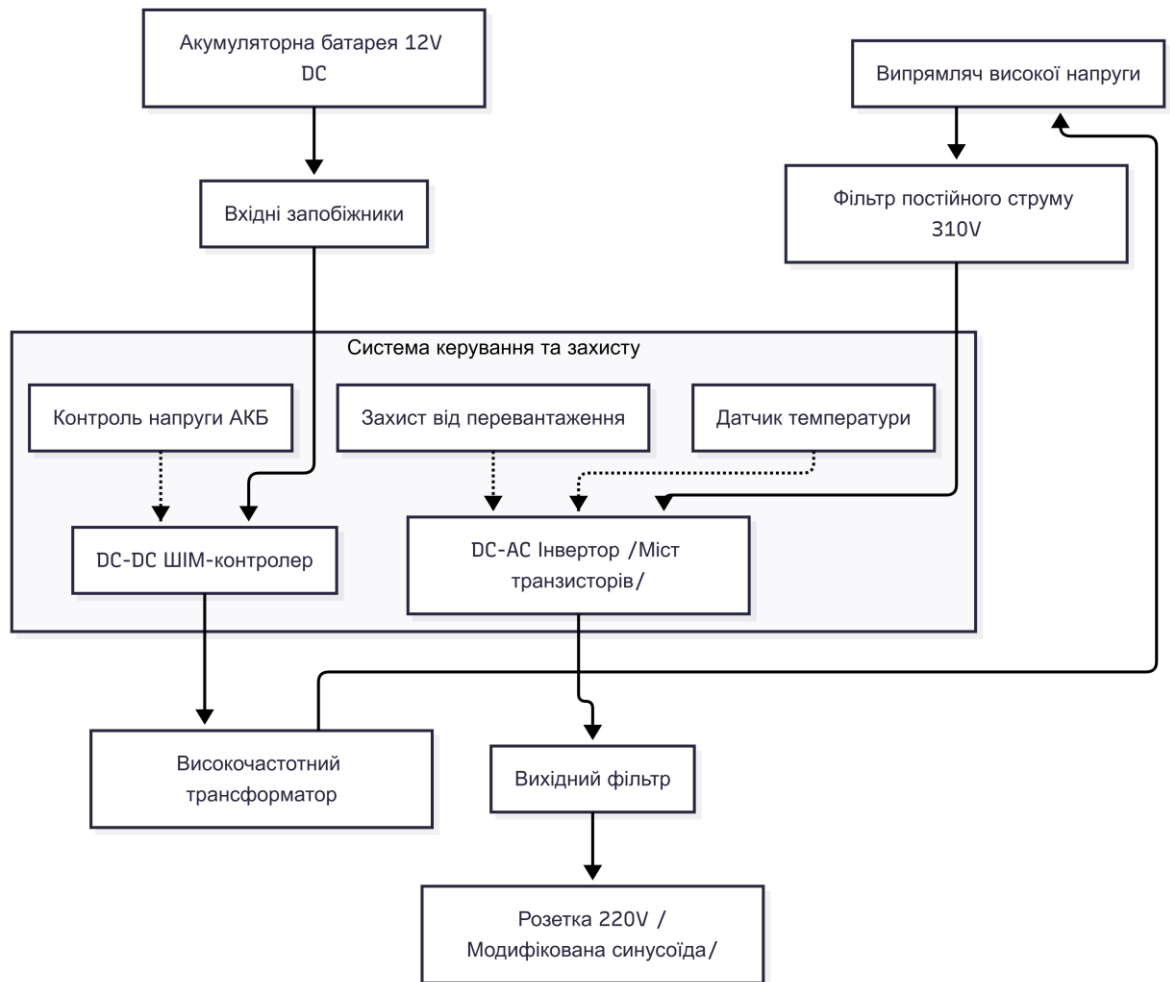 Акумуляторна батарея 12V
DC
Випрямляч високої напруги
Вхідні запобіжники
Фільтр постійного струму
310V
Система керування та захисту
Контроль напруги АКБ
Захист від перевантаження
Датчик температури
DC-DC ШІМ-контролер
DC-AC Інвертор /Міст
транзисторів/
Високочастотний
трансформатор
Вихідний фільтр
Розетка 220V /
Модифікована синусоїда/